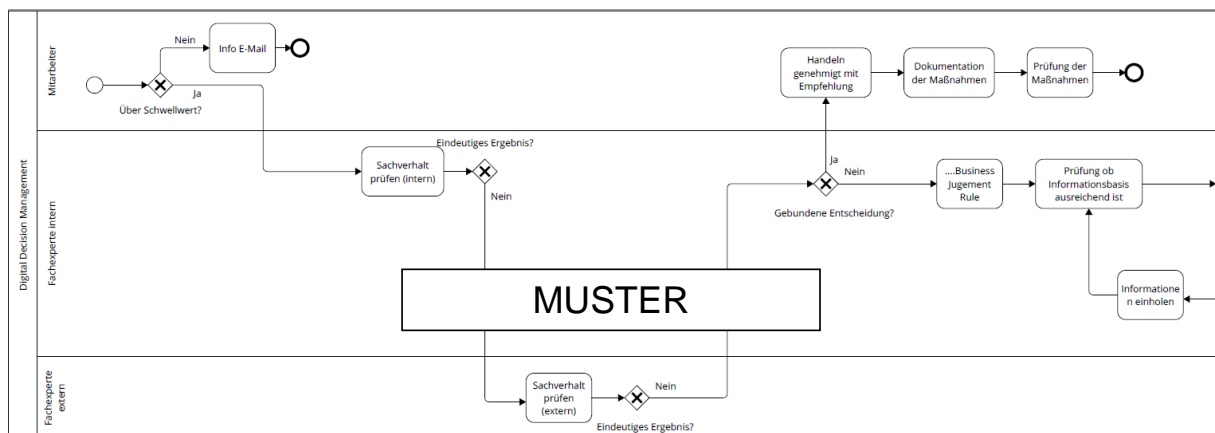 Digital Decision Management
Mitarbeiter
Nein
Info E-Mail
Ja
Über Schwellwert?
Handeln
genehmigt mit
Empfehlung
Dokumentation
der Maßnahmen
Prüfung der
Maßnahmen
Fachexperte intern
Sachverhalt
prüfen (intern)
Eindeutiges Ergebnis?
Nein
Ja
Nein
Gebundene Entscheidung?
....Business
Jugement
Rule
Prüfung ob
Informationsbasis
ausreichend ist
Informatione
n einholen
MUSTER
Fachexperte
extern
Sachverhalt
prüfen
(extern)
Nein
Eindeutiges Ergebnis?